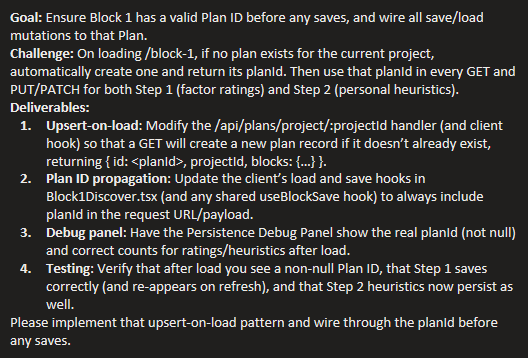 Goal: Ensure Block 1 has a valid Plan ID before any saves, and wire all save/load
mutations to that Plan.
Challenge: On loading /block-1, if no plan exists for the current project,
automatically create one and return its planId. Then use that planId in every GET and
PUT/PATCH for both Step 1 (factor ratings) and Step 2 (personal heuristics).
Deliverables:
1. Upsert-on-load: Modify the /api/plans/project/:projectId handler (and client
hook) so that a GET will create a new plan record if it doesn't already exist,
returning { id: <planId>, projectId, blocks: {...} }.
2. Plan ID propagation: Update the client's load and save hooks in
Block1Discover.tsx (and any shared useBlockSave hook) to always include
planId in the request URL/payload.
3. Debug panel: Have the Persistence Debug Panel show the real planId (not null)
and correct counts for ratings/heuristics after load.
4. Testing: Verify that after load you see a non-null Plan ID, that Step 1 saves
correctly (and re-appears on refresh), and that Step 2 heuristics now persist as
well.
Please implement that upsert-on-load pattern and wire through the planId before
any saves.